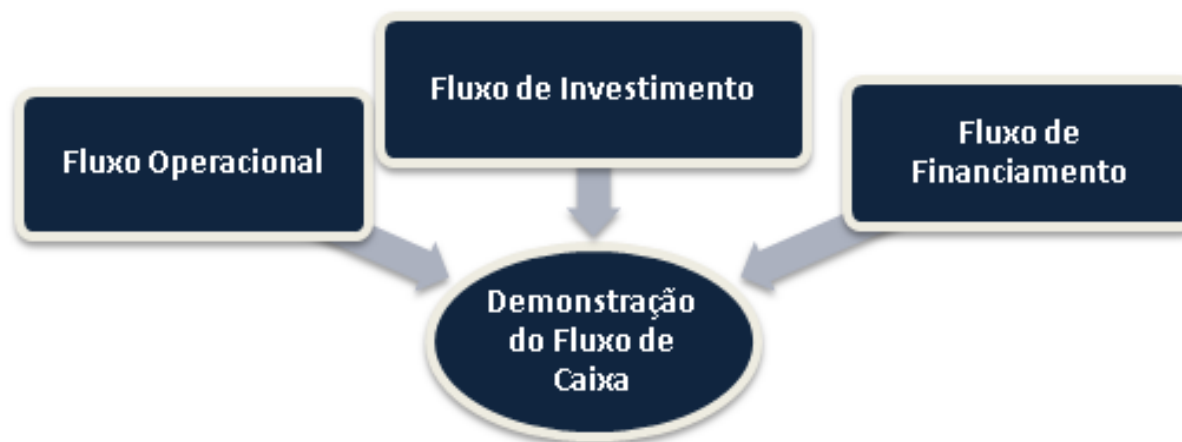 Fluxo de Investimento
Fluxo Operacional
Fluxo de
Financiamento
Demonstração
do Fluxo de
Caixa